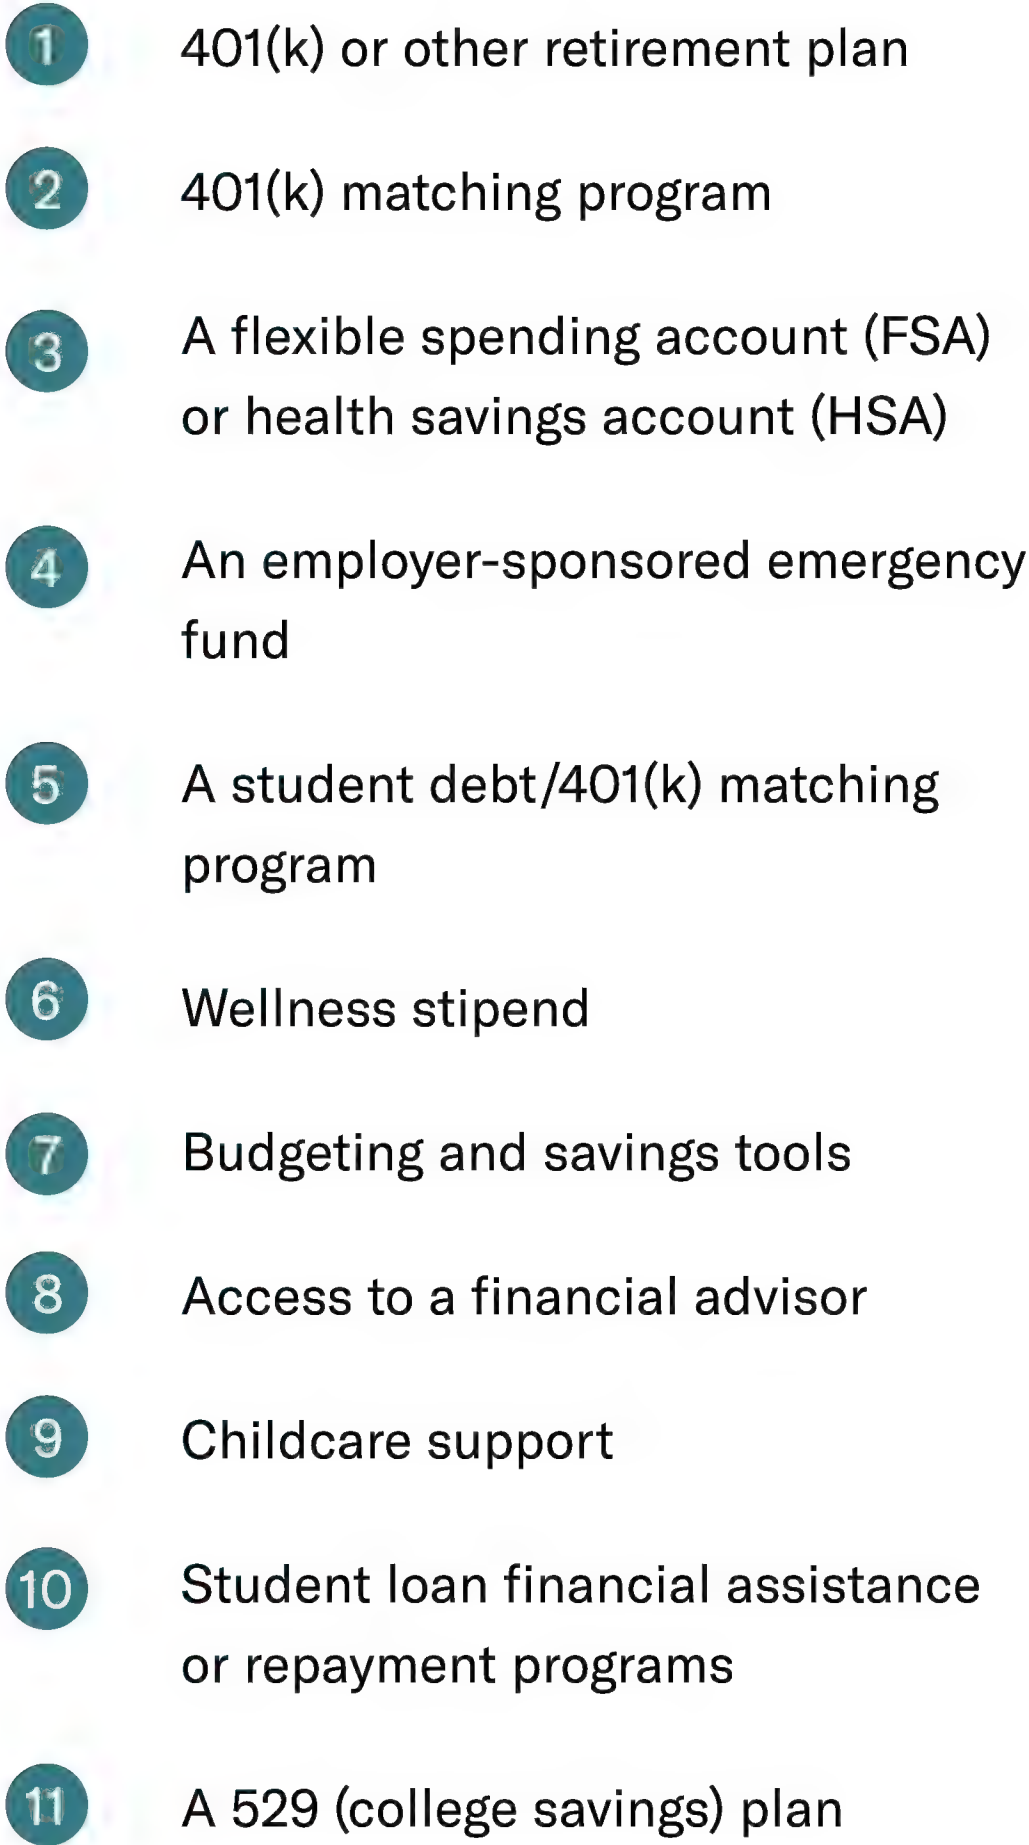 1 401(k) or other retirement plan
2 401(k) matching program
3 A flexible spending account (FSA)
or health savings account (HSA)
4 An employer-sponsored emergency
fund
5 A student debt/401(k) matching
program
6 Wellness stipend
7 Budgeting and savings tools
8 Access to a financial advisor
9 Childcare support
10 Student loan financial assistance
or repayment programs
11 A 529 (college savings) plan